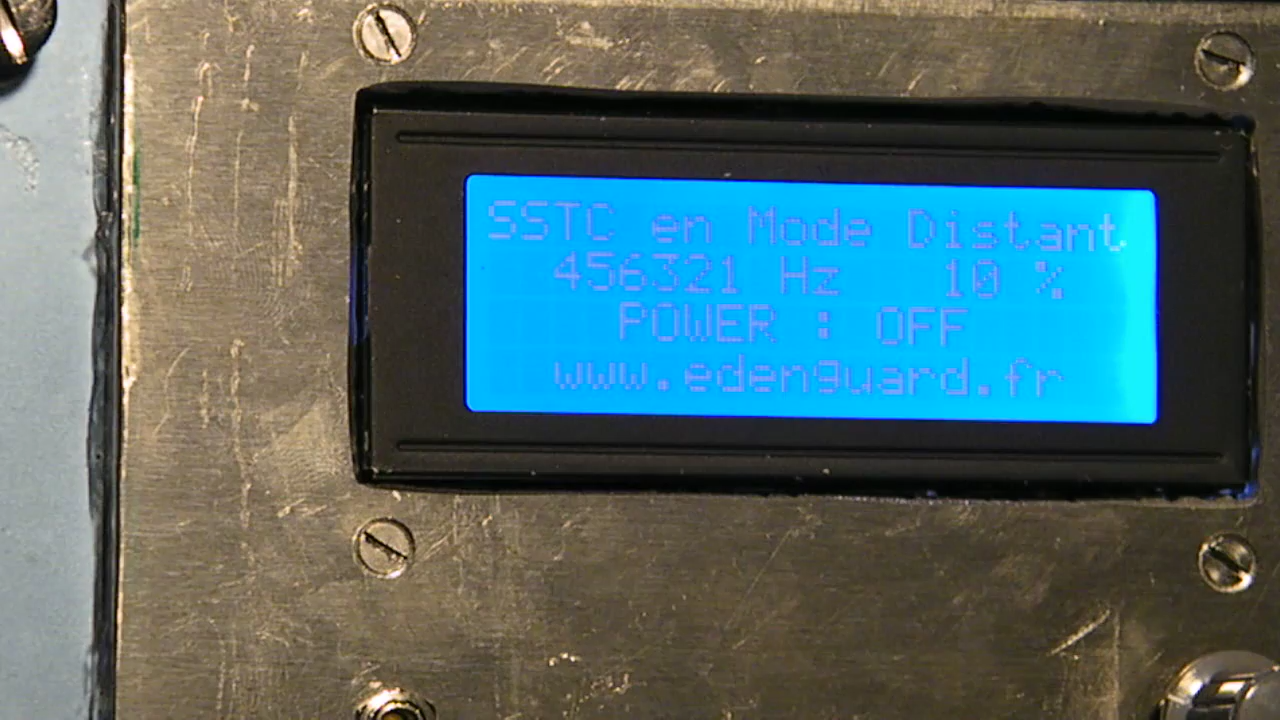 SSTC en Mode Distant
456321 Hz 10 %
POWER : OFF
www.edenguard.fr